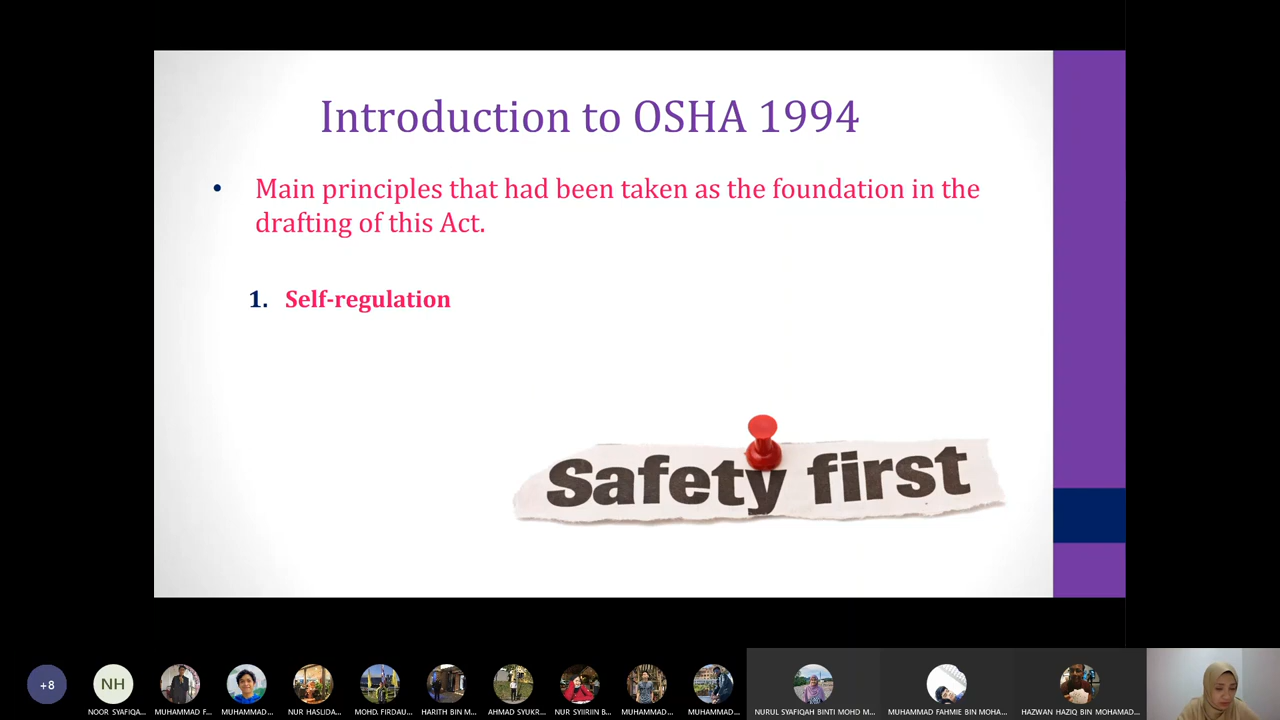 Introduction to OSHA 1994
• Main principles that had been taken as the foundation in the
drafting of this Act.
1. Self-regulation
Safety first
+8
NH
NOOR SYAFIQA...
MUHAMMAD F...
MUHAMMAD...
NUR HASLIDA...
MOHD. FIRDAU...
HARITH BIN M...
AHMAD SYUKR...
NUR SYIIRIIN B...
MUHAMMAD...
MUHAMMAD...
NURUL SYAFIQAH BINTI MOHD M...
MUHAMMAD FAHMIE BIN MOHA...
HAZWAN HAZIQ BIN MOHAMAD...